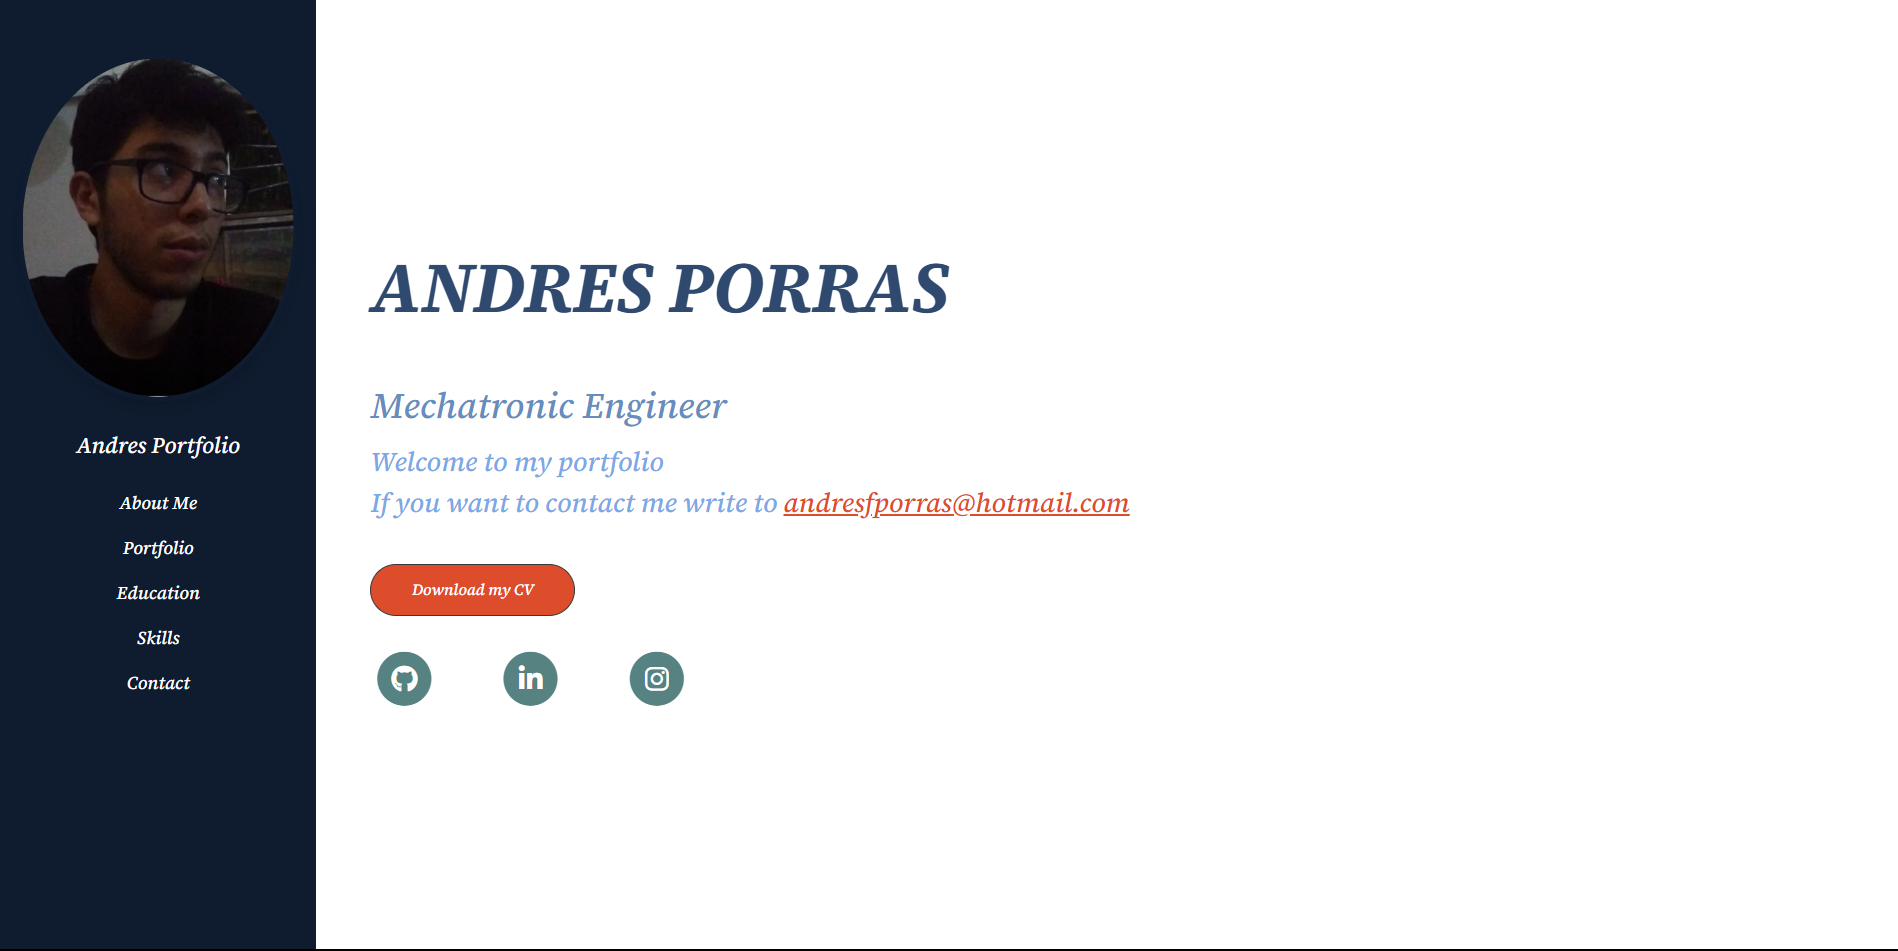 Andres Portfolio
About Me
Portfolio
Education
Skills
Contact
ANDRES PORRAS
Mechatronic Engineer
Welcome to my portfolio
If you want to contact me write to andresfporras@hotmail.com
Download my CV
in